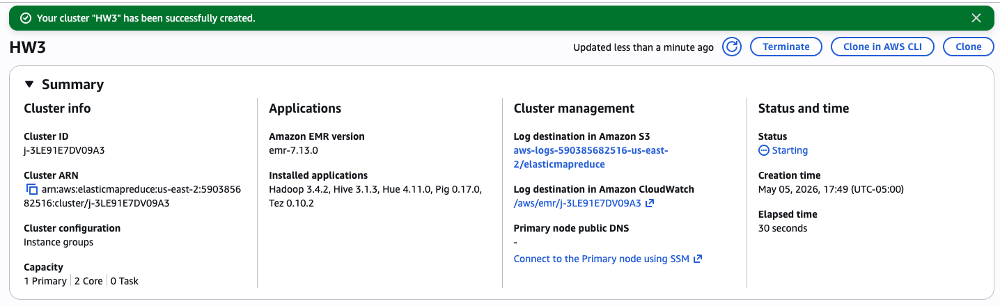 Your cluster "HW3" has been successfully created.
HW3
Updated less than a minute ago
Terminate
Clone in AWS CLI
Clone
Summary
Cluster info
Cluster ID
j-3LE91E7DV09A3
Cluster ARN
arn:aws:elasticmapreduce:us-east-2:5903856
82516:cluster/j-3LE91E7DV09A3
Cluster configuration
Instance groups
Capacity
1 Primary | 2 Core | 0 Task
Applications
Amazon EMR version
emr-7.13.0
Installed applications
Hadoop 3.4.2, Hive 3.1.3, Hue 4.11.0, Pig 0.17.0,
Tez 0.10.2
Cluster management
Log destination in Amazon S3
aws-logs-590385682516-us-east-
2/elasticmapreduce
Log destination in Amazon CloudWatch
/aws/emr/j-3LE91E7DV09A3
Primary node public DNS
-
Connect to the Primary node using SSM
Status and time
Status
Starting
Creation time
May 05, 2026, 17:49 (UTC-05:00)
Elapsed time
30 seconds